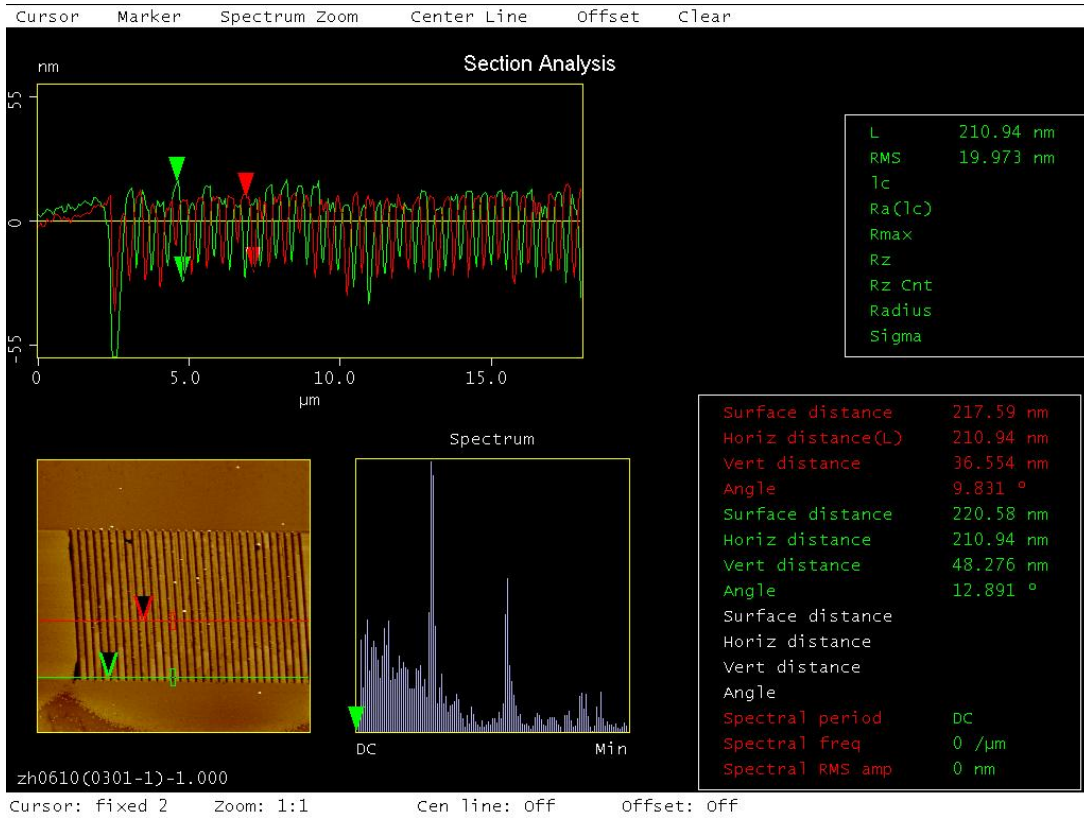 Cursor Marker Spectrum Zoom Center Line Offset Clear
Section Analysis
nm
55
0
-55
0 5.0 10.0 15.0
µm
L 210.94 nm
RMS 19.973 nm
lc
Ra(lc)
Rmax
Rz
Rz Cnt
Radius
Sigma
Surface distance 217.59 nm
Horiz distance(L) 210.94 nm
Vert distance 36.554 nm
Angle 9.831 °
Surface distance 220.58 nm
Horiz distance 210.94 nm
Vert distance 48.276 nm
Angle 12.891 °
Surface distance
Horiz distance
Vert distance
Angle
Spectral period DC
Spectral freq 0 /µm
Spectral RMS amp 0 nm
Spectrum
DC Min
zh0610(0301-1)-1.000
Cursor: fixed 2 Zoom: 1:1 Cen line: Off Offset: Off